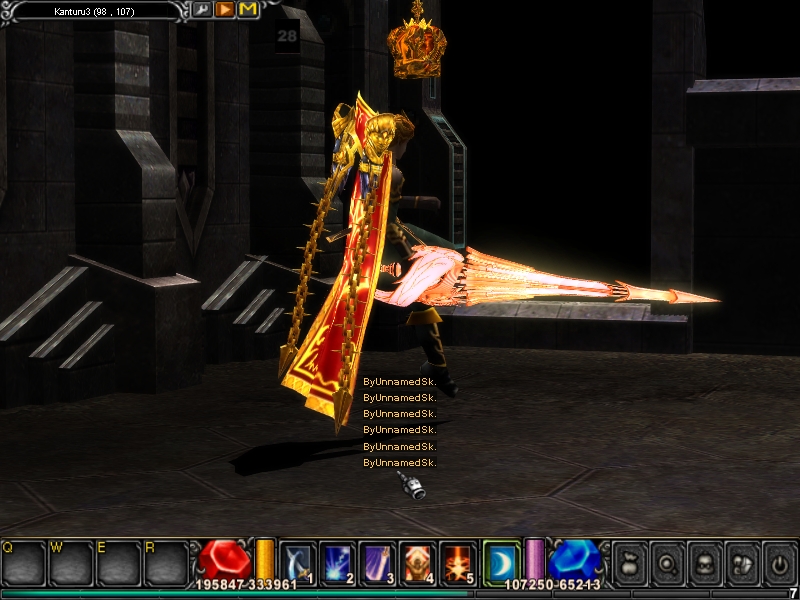 Kanturu3 (98 , 107)
M
28
ByUnnamedSk.
ByUnnamedSk.
ByUnnamedSk.
ByUnnamedSk.
ByUnnamedSk.
ByUnnamedSk.
Q W E R
195847 333961 1 2 3 4 5 107250 65213
7